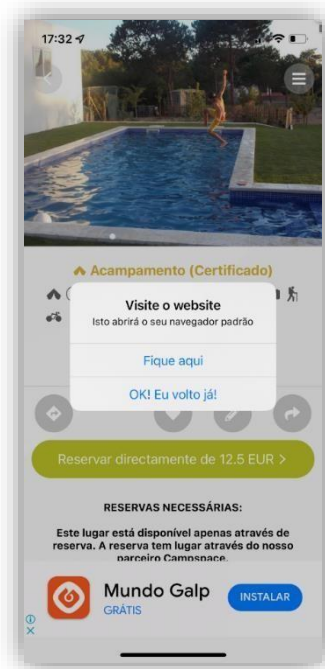 17:32
Acampamento (Certificado)
Visite o website
Isto abrirá o seu navegador padrão
Fique aqui
OK! Eu volto já!
Reservar directamente de 12.5 EUR >
RESERVAS NECESSÁRIAS:
Este lugar está disponível apenas através de
reserva. A reserva tem lugar através do nosso
parceiro Campspace.
Mundo Galp
GRÁTIS
INSTALAR